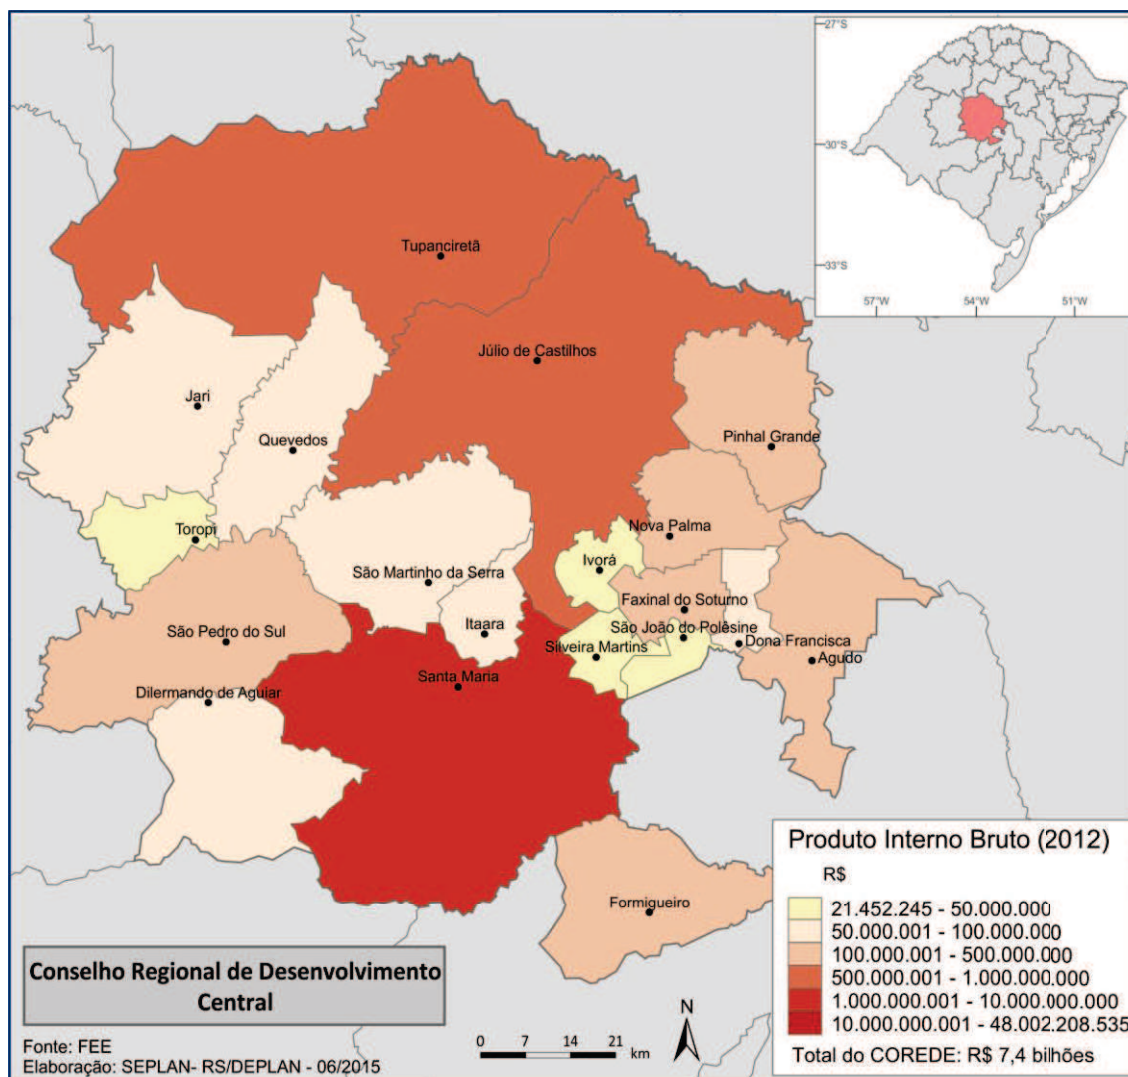 27°S
30°S
33°S
57°W
54°W
51°W
Tupanciretã
Júlio de Castilhos
Jari
Quevedos
Pinhal Grande
Toropi
Nova Palma
Ivorá
São Martinho da Serra
Faxinal do Soturno
Itaara
São João do Polêsine
São Pedro do Sul
Silveira Martins
Dona Francisca
Agudo
Santa Maria
Dilermando de Aguiar
Formigueiro
Produto Interno Bruto (2012)
R$
21.452.245 - 50.000.000
50.000.001 - 100.000.000
100.000.001 - 500.000.000
500.000.001 - 1.000.000.000
1.000.000.001 - 10.000.000.000
10.000.000.001 - 48.002.208.535
Total do COREDE: R$ 7,4 bilhões
Conselho Regional de Desenvolvimento
Central
N
0 7 14 21
km
Fonte: FEE
Elaboração: SEPLAN- RS/DEPLAN - 06/2015